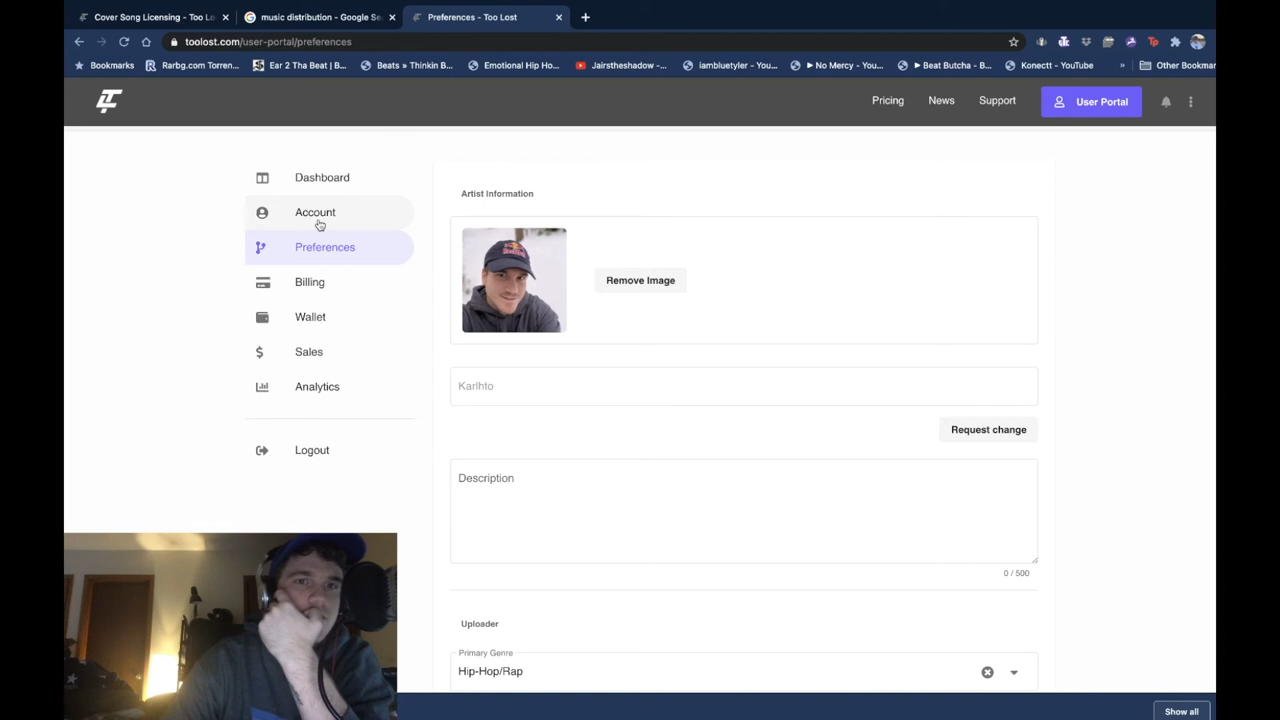 Cover Song Licensing - Too Lo
music distribution - Google Se
Preferences - Too Lost
toolost.com/user-portal/preferences
Bookmarks
Rarbg.com Torren...
Ear 2 Tha Beat | B...
Beats » Thinkin B...
Emotional Hip Ho...
Jairstheshadow -...
iambluetyler - You...
► No Mercy - You...
► Beat Butcha - B...
Konectt - YouTube
»
Other Bookmar
Pricing
News
Support
User Portal
Dashboard
Account
Preferences
Billing
Wallet
Sales
Analytics
Logout
Artist Information
Remove Image
Karlhto
Request change
Description
0 / 500
Uploader
Primary Genre
Hip-Hop/Rap
Show all